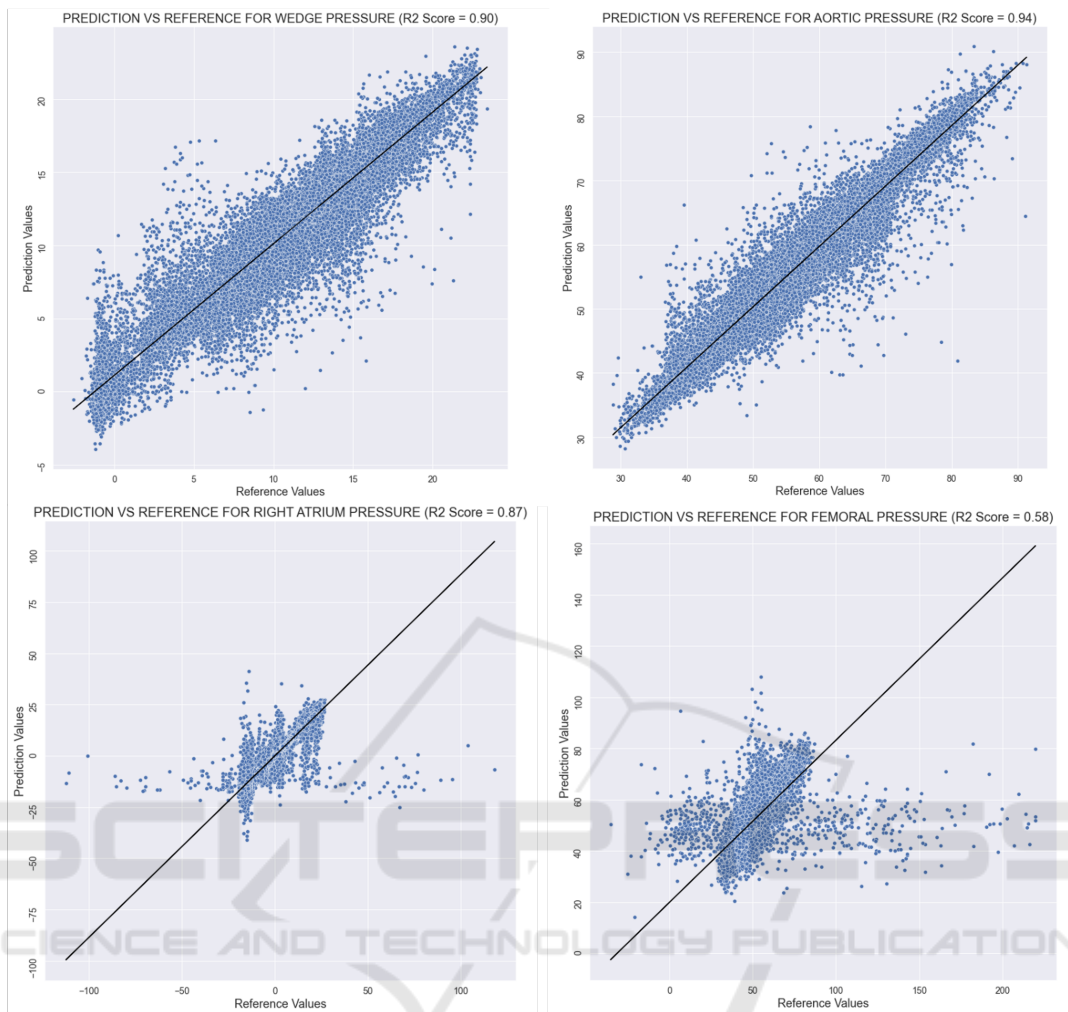 PREDICTION VS REFERENCE FOR WEDGE PRESSURE (R2 Score = 0.90)
20
15
10
5
0
-5
Prediction Values
0 5 10 15 20
Reference Values
PREDICTION VS REFERENCE FOR AORTIC PRESSURE (R2 Score = 0.94)
90
80
70
60
50
40
30
Prediction Values
30 40 50 60 70 80 90
Reference Values
PREDICTION VS REFERENCE FOR RIGHT ATRIUM PRESSURE (R2 Score = 0.87)
100
75
50
25
0
-25
-50
-75
-100
Prediction Values
-100 -50 0 50 100
Reference Values
PREDICTION VS REFERENCE FOR FEMORAL PRESSURE (R2 Score = 0.58)
160
140
120
100
80
60
40
20
0
Prediction Values
0 50 100 150 200
Reference Values
SCITEPRESS
SCIENCE AND TECHNOLOGY PUBLICATION